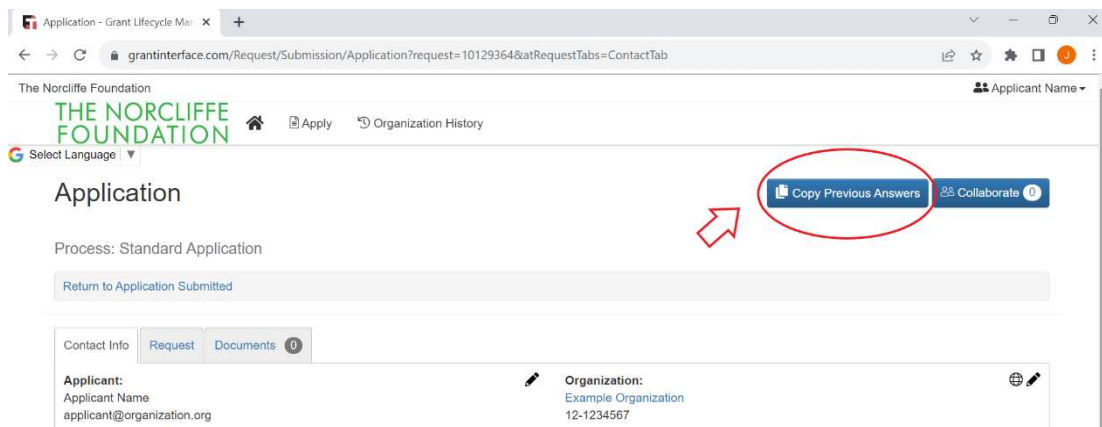 Application - Grant Lifecycle Man
grantinterface.com/Request/Submission/Application?request=10129364&atRequestTabs=ContactTab
J
The Norcliffe Foundation
Applicant Name
THE NORCLIFFE
FOUNDATION
Apply
Organization History
Select Language
Application
Copy Previous Answers
Collaborate 0
Process: Standard Application
Return to Application Submitted
Contact Info
Request
Documents 0
Applicant:
Applicant Name
applicant@organization.org
Organization:
Example Organization
12-1234567